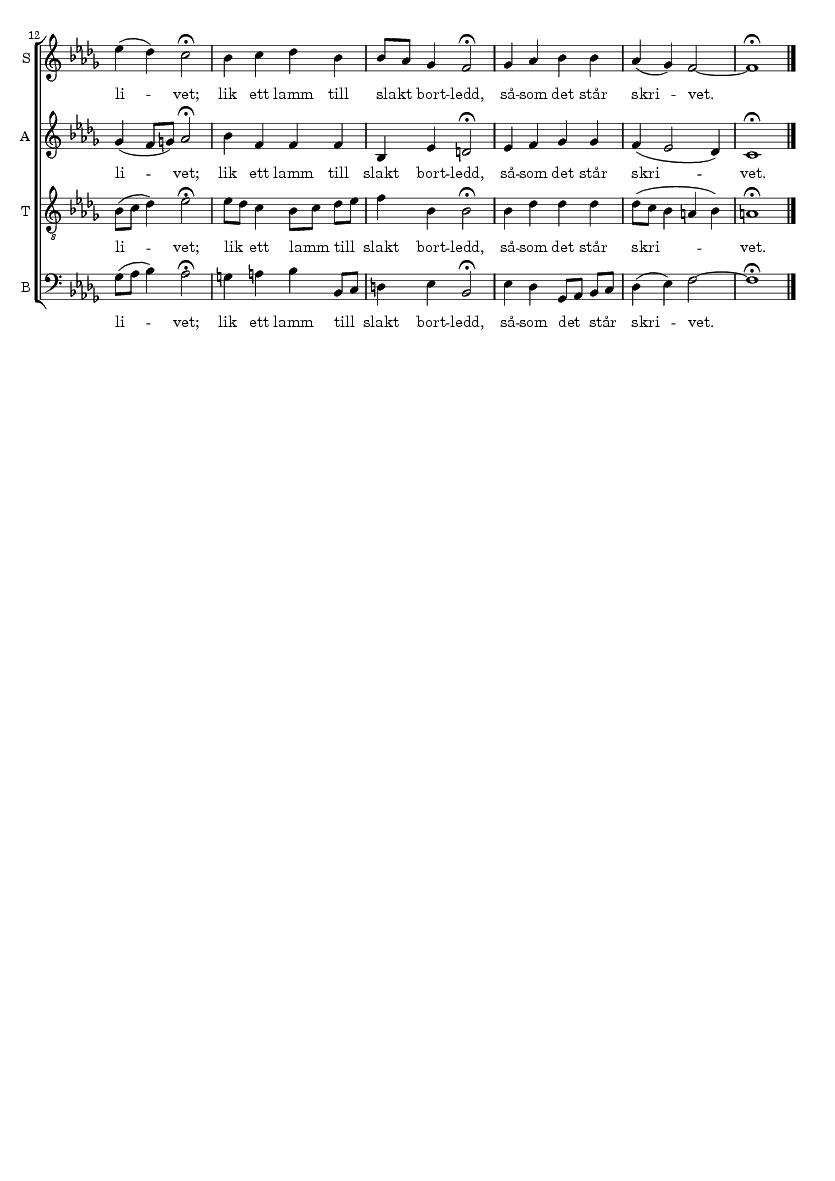 12
S
li -- vet; lik ett lamm till slakt bort-ledd, så-som det står skri -- vet.
A
li -- vet; lik ett lamm till slakt bort-ledd, så-som det står skri -- vet.
T
8
li -- vet; lik ett lamm till slakt bort-ledd, så-som det står skri -- vet.
B
li -- vet; lik ett lamm till slakt bort-ledd, så-som det står skri -- vet.